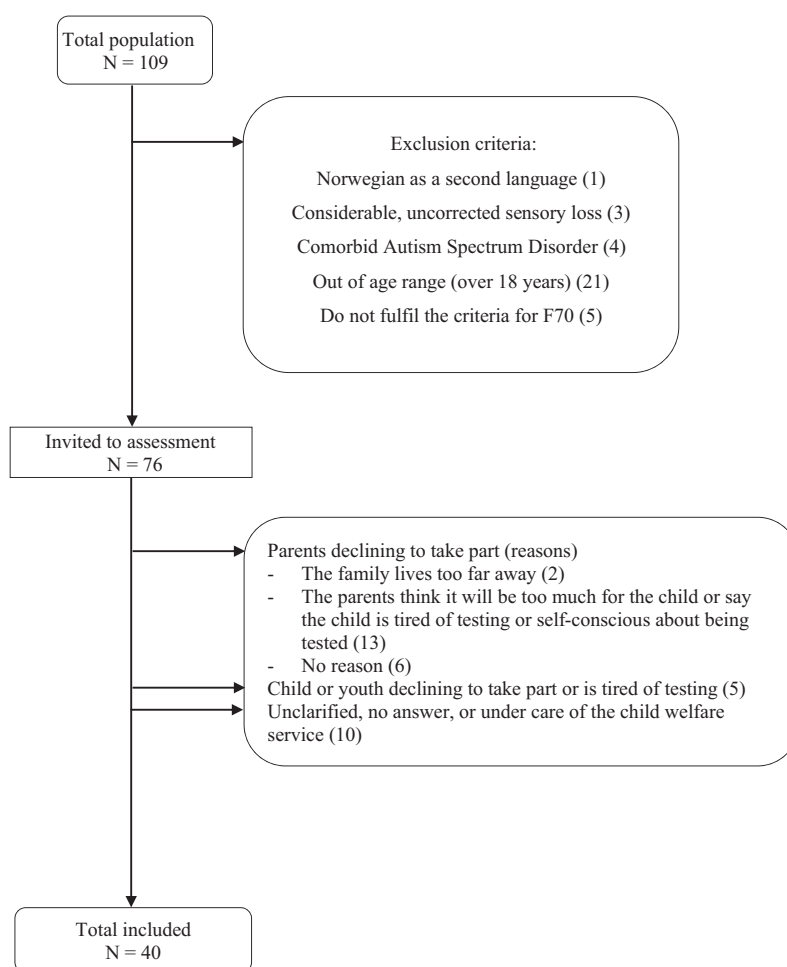 Total population
N = 109
Exclusion criteria:
Norwegian as a second language (1)
Considerable, uncorrected sensory loss (3)
Comorbid Autism Spectrum Disorder (4)
Out of age range (over 18 years) (21)
Do not fulfil the criteria for F70 (5)
Invited to assessment
N = 76
Parents declining to take part (reasons)
- The family lives too far away (2)
- The parents think it will be too much for the child or say
the child is tired of testing or self-conscious about being
tested (13)
- No reason (6)
Child or youth declining to take part or is tired of testing (5)
Unclarified, no answer, or under care of the child welfare
service (10)
Total included
N = 40